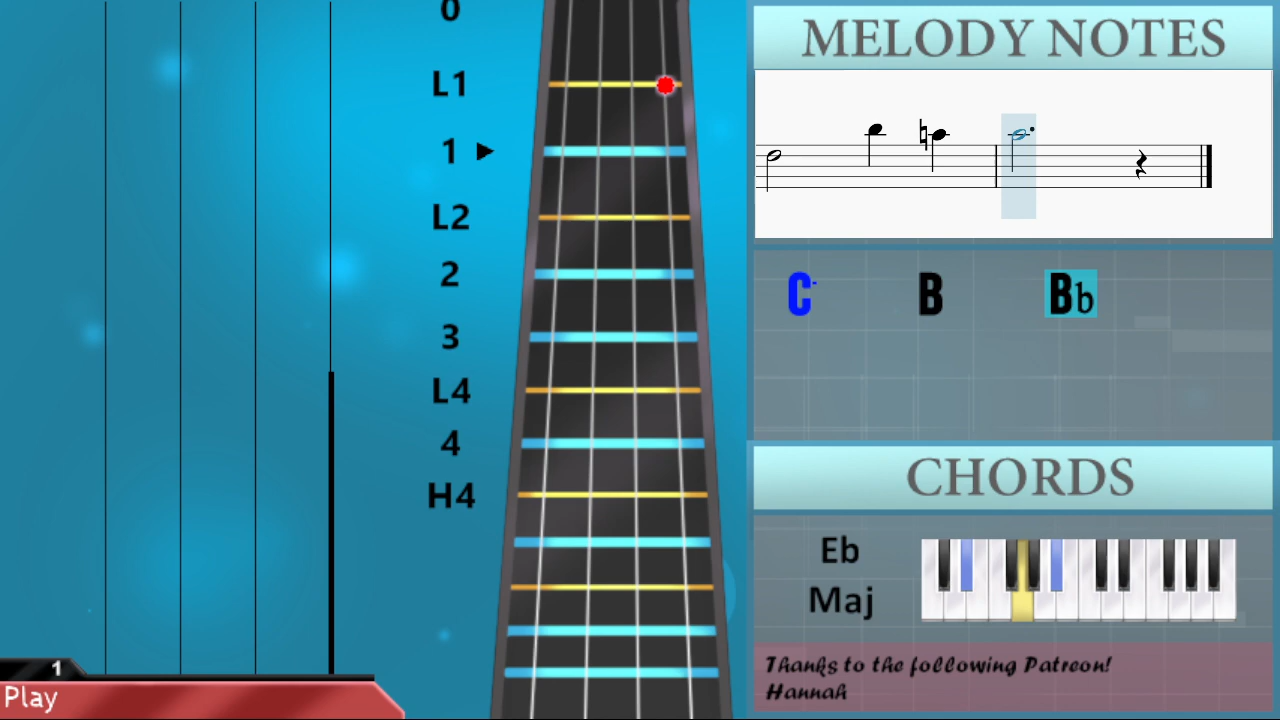 0
L1
1
L2
2
3
L4
4
H4
1
Play
MELODY NOTES
C- B Bb
CHORDS
Eb
Maj
Thanks to the following Patreon!
Hannah